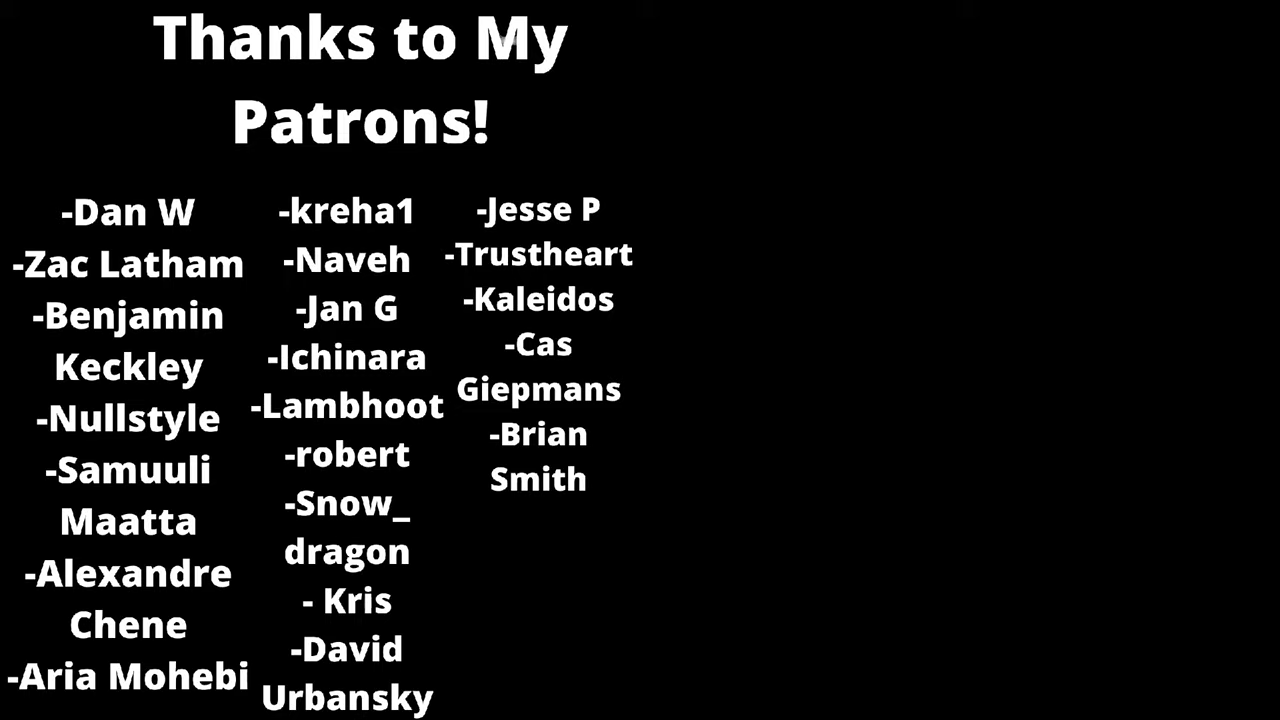 Thanks to My
Patrons!
-Dan W
-Zac Latham
-Benjamin
Keckley
-Nullstyle
-Samuuli
Maatta
-Alexandre
Chene
-Aria Mohebi
-kreha1
-Naveh
-Jan G
-Ichinara
-Lambhoot
-robert
-Snow_
dragon
- Kris
-David
Urbansky
-Jesse P
-Trustheart
-Kaleidos
-Cas
Giepmans
-Brian
Smith